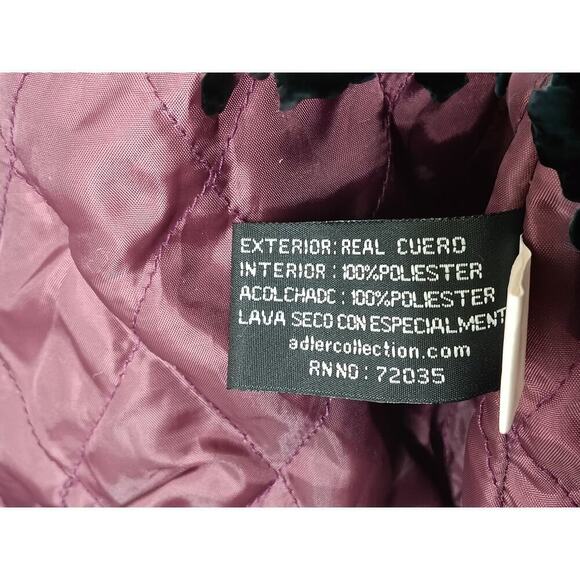 EXTERIOR: REAL CUERO
INTERIOR : 100%POLIESTER
ACOLCHADC : 100%POLIESTER
LAVA SECO CON ESPECIALMENT
adlercollection.com
RN NO : 72035